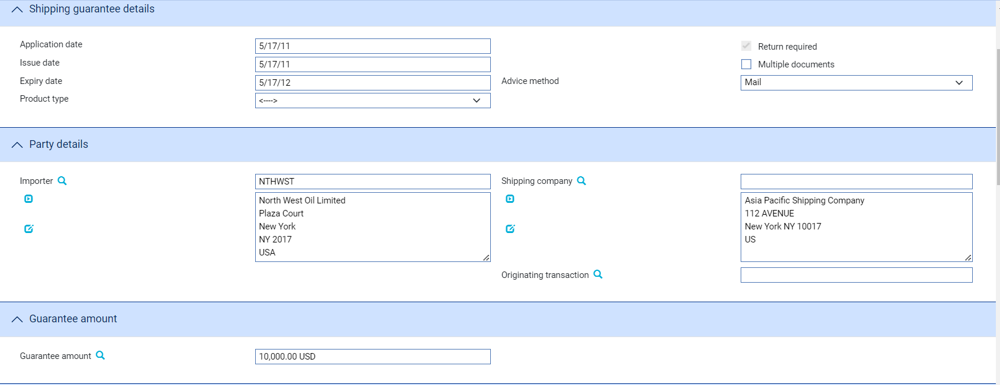 Shipping guarantee details
Application date 5/17/11 Return required
Issue date 5/17/11 Multiple documents
Expiry date 5/17/12 Advice method Mail
Product type <---->
Party details
Importer NTHWST Shipping company
North West Oil Limited Asia Pacific Shipping Company
Plaza Court 112 AVENUE
New York New York NY 10017
NY 2017 US
USA
Originating transaction
Guarantee amount
Guarantee amount 10,000.00 USD